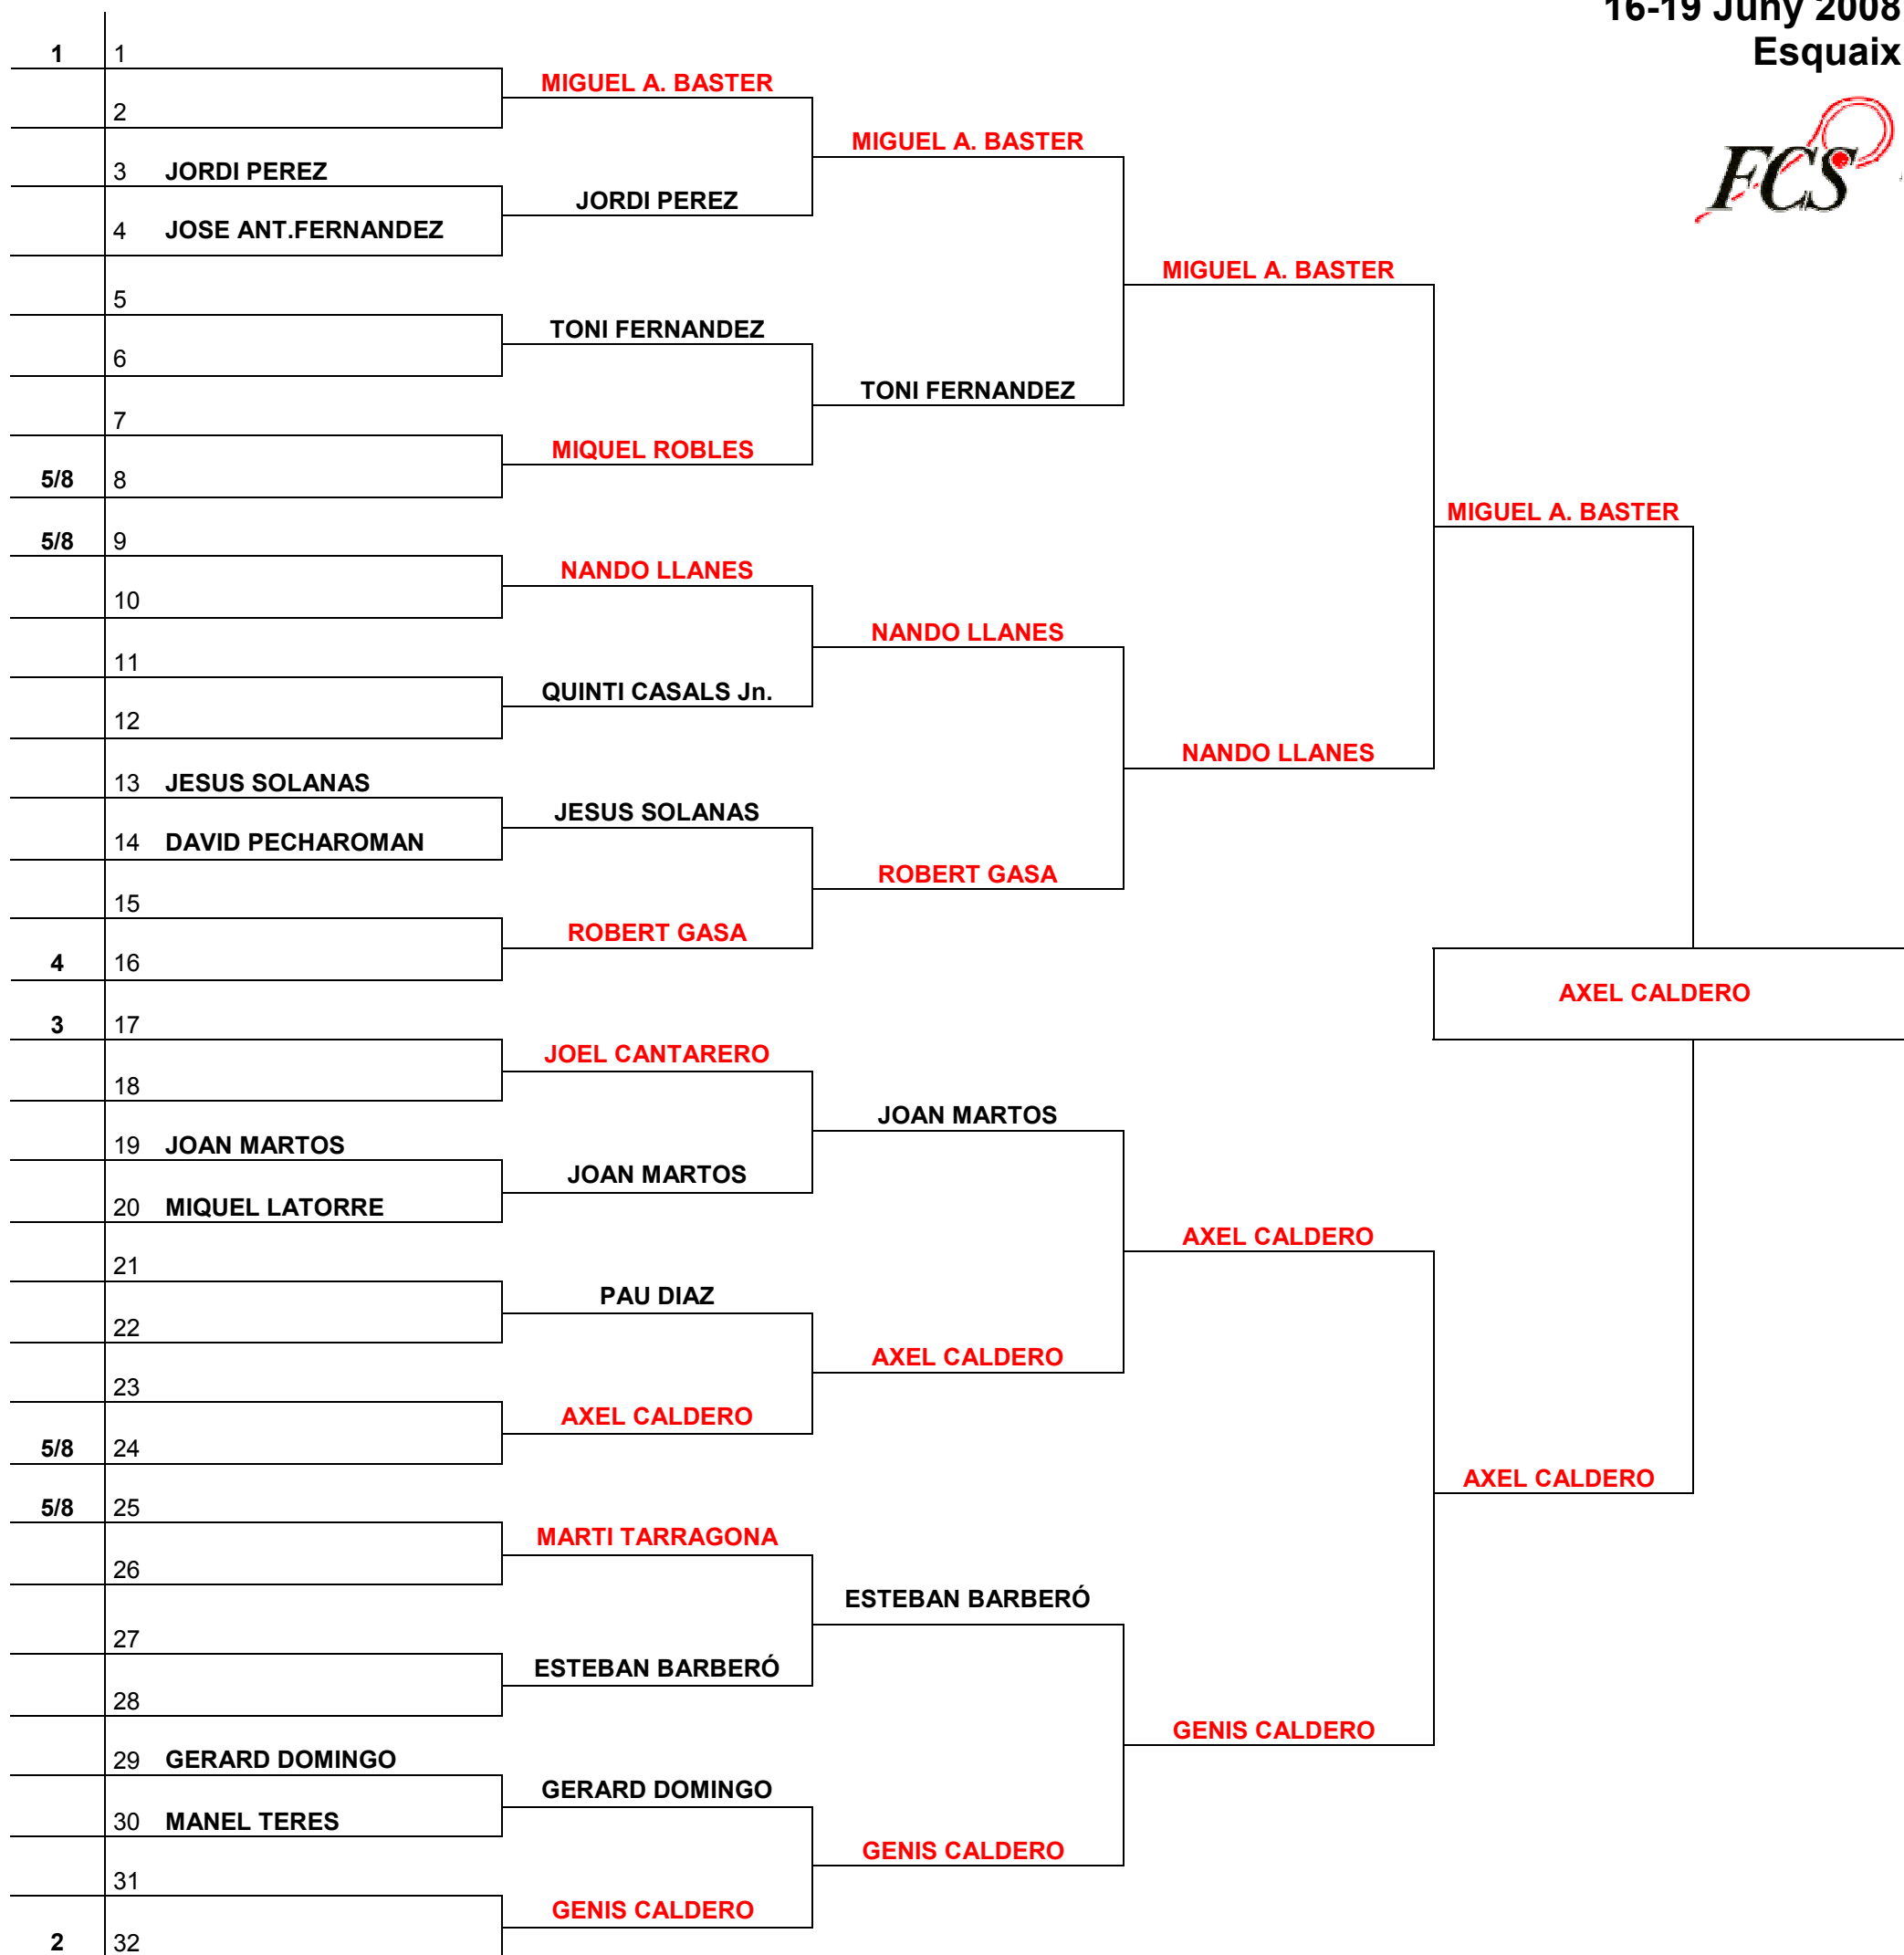 16-19 Juny 2008
Esquaix
FCS
1 1
MIGUEL A. BASTER
2
MIGUEL A. BASTER
3 JORDI PEREZ
JORDI PEREZ
4 JOSE ANT.FERNANDEZ
MIGUEL A. BASTER
5
TONI FERNANDEZ
6
TONI FERNANDEZ
7
MIQUEL ROBLES
5/8 8
MIGUEL A. BASTER
5/8 9
NANDO LLANES
10
NANDO LLANES
11
QUINTI CASALS Jn.
12
NANDO LLANES
13 JESUS SOLANAS
JESUS SOLANAS
14 DAVID PECHAROMAN
ROBERT GASA
15
ROBERT GASA
4 16
AXEL CALDERO
3 17
JOEL CANTARERO
18
JOAN MARTOS
19 JOAN MARTOS
JOAN MARTOS
20 MIQUEL LATORRE
AXEL CALDERO
21
PAU DIAZ
22
AXEL CALDERO
23
AXEL CALDERO
5/8 24
AXEL CALDERO
5/8 25
MARTI TARRAGONA
26
ESTEBAN BARBERÓ
27
ESTEBAN BARBERÓ
28
GENIS CALDERO
29 GERARD DOMINGO
GERARD DOMINGO
30 MANEL TERES
GENIS CALDERO
31
GENIS CALDERO
2 32